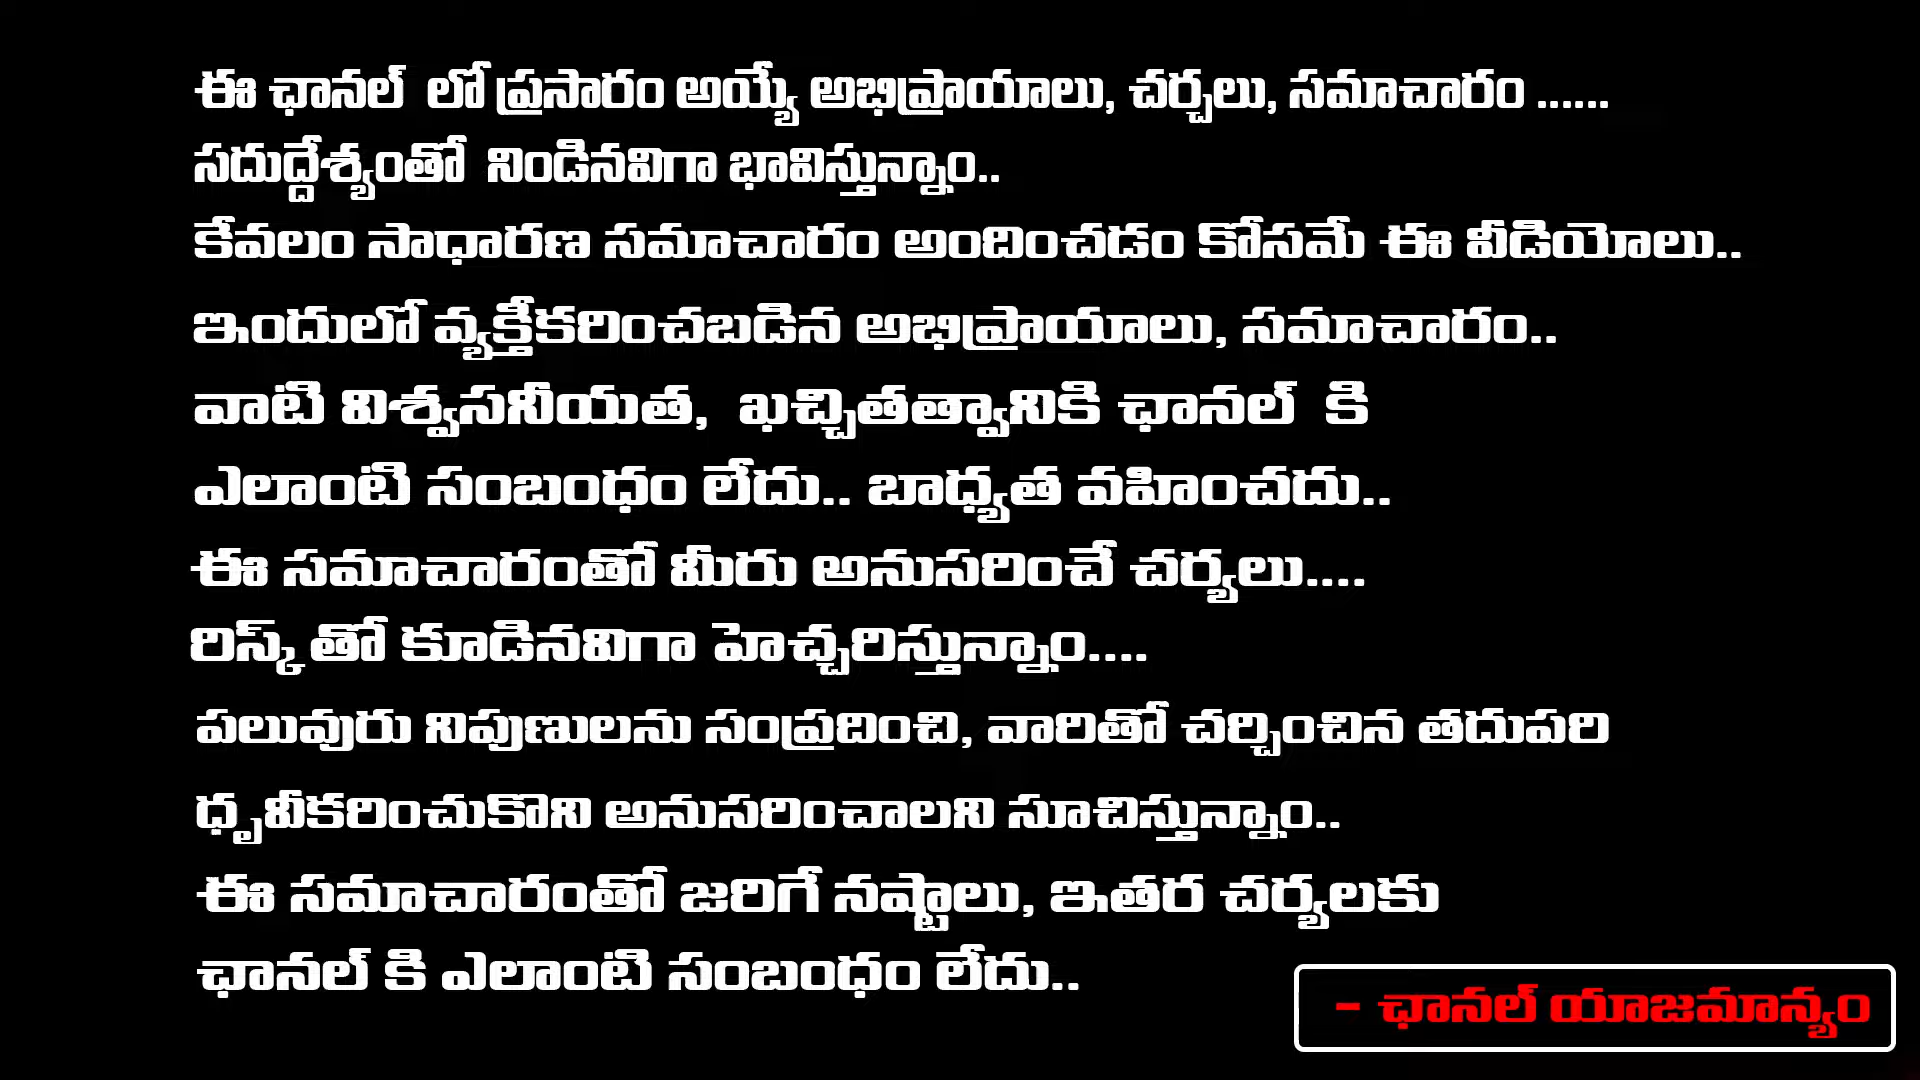 ఈ ఛానల్ లో ప్రసారం అయ్యే అభిప్రాయాలు, చర్చలు, సమాచారం ......
సదుద్దేశ్యంతో నిండినవిగా భావిస్తున్నాం..
కేవలం సాధారణ సమాచారం అందించడం కోసమే ఈ వీడియోలు..
ఇందులో వ్యక్తీకరించబడిన అభిప్రాయాలు, సమాచారం..
వాటి విశ్వసనీయత, ఖచ్చితత్వానికి ఛానల్ కి
ఎలాంటి సంబంధం లేదు.. బాధ్యత వహించదు..
ఈ సమాచారంతో మీరు అనుసరించే చర్యలు....
రిస్క్ తో కూడినవిగా హెచ్చరిస్తున్నాం....
పలువురు నిపుణులను సంప్రదించి, వారితో చర్చించిన తదుపరి
ధృవీకరించుకొని అనుసరించాలని సూచిస్తున్నాం..
ఈ సమాచారంతో జరిగే నష్టాలు, ఇతర చర్యలకు
ఛానల్ కి ఎలాంటి సంబంధం లేదు..
- ఛానల్ యాజమాన్యం